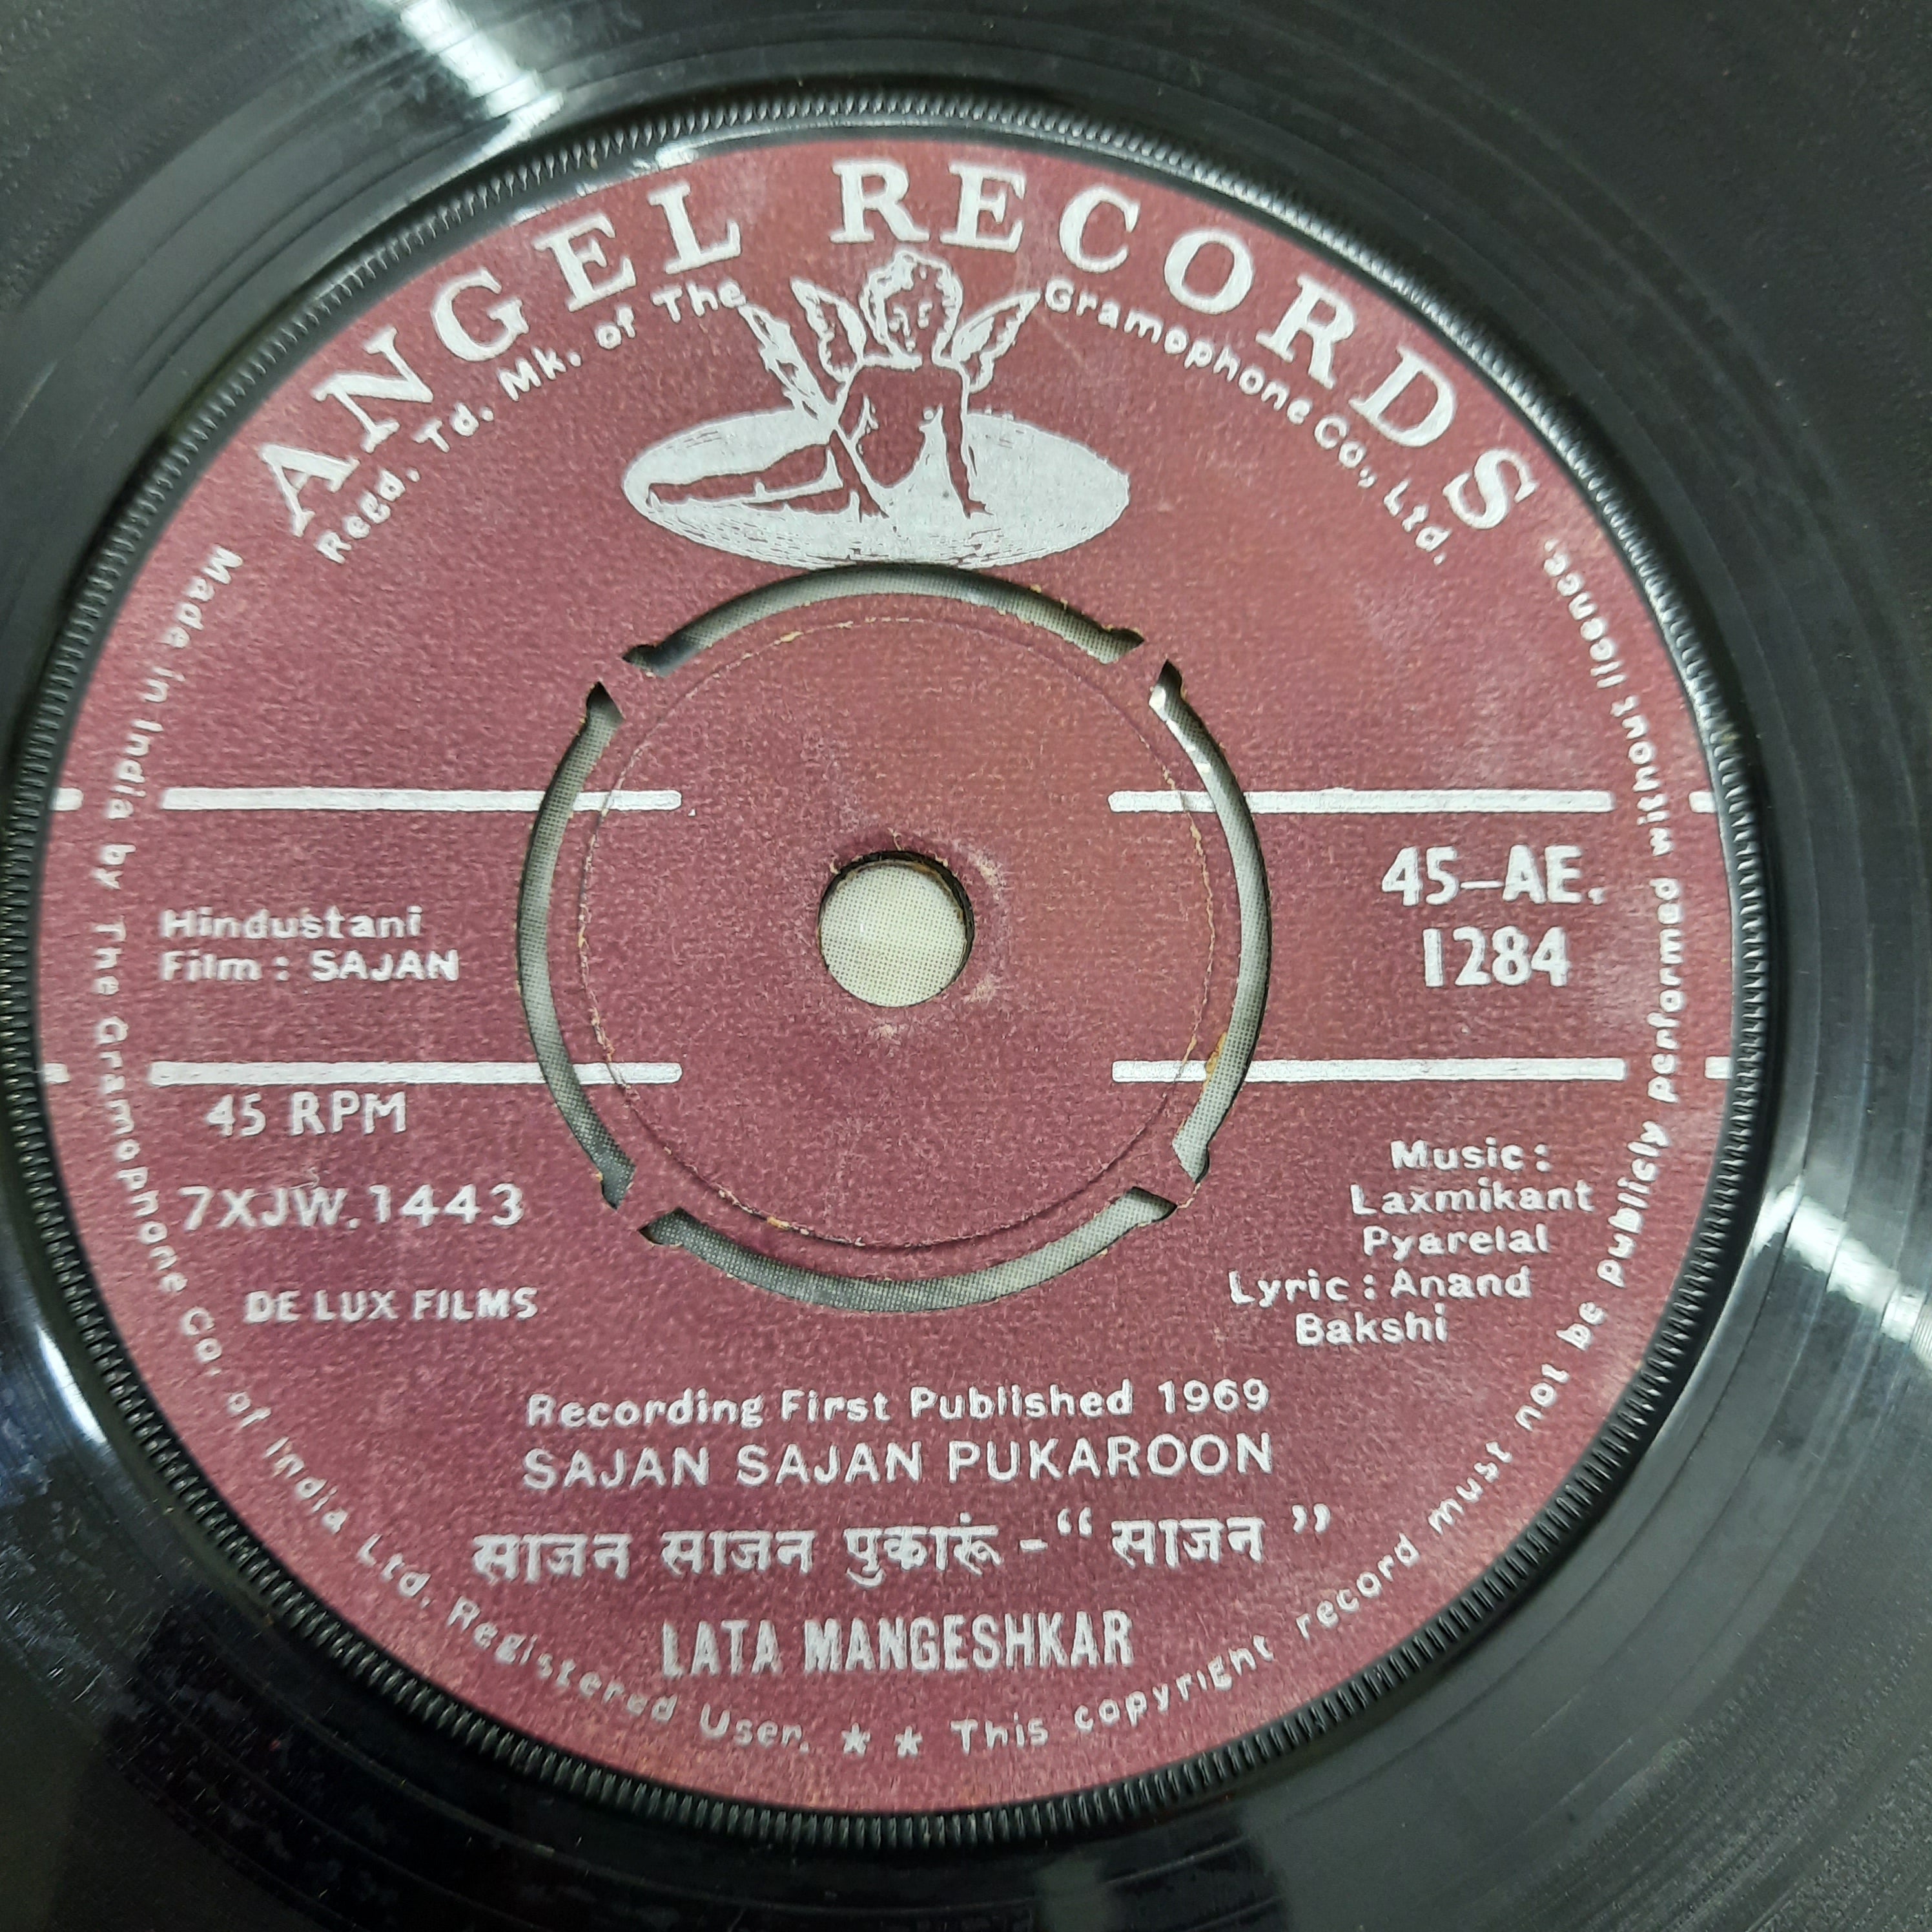 ANGEL RECORDS
Regd. Td. Mk. of The Gramophone Co., Ltd.
Hindustani
Film : SAJAN
45-AE.
1284
45 RPM
7XJW.1443
DE LUX FILMS
Music :
Laxmikant
Pyarelal
Lyric : Anand
Bakshi
Recording First Published 1969
SAJAN SAJAN PUKAROON
साजन साजन पुकारूं - “ साजन ”
LATA MANGESHKAR
Made in India by The Gramophone Co. of India Ltd. Registered User. * * This copyright record must not be publicly performed without licence.